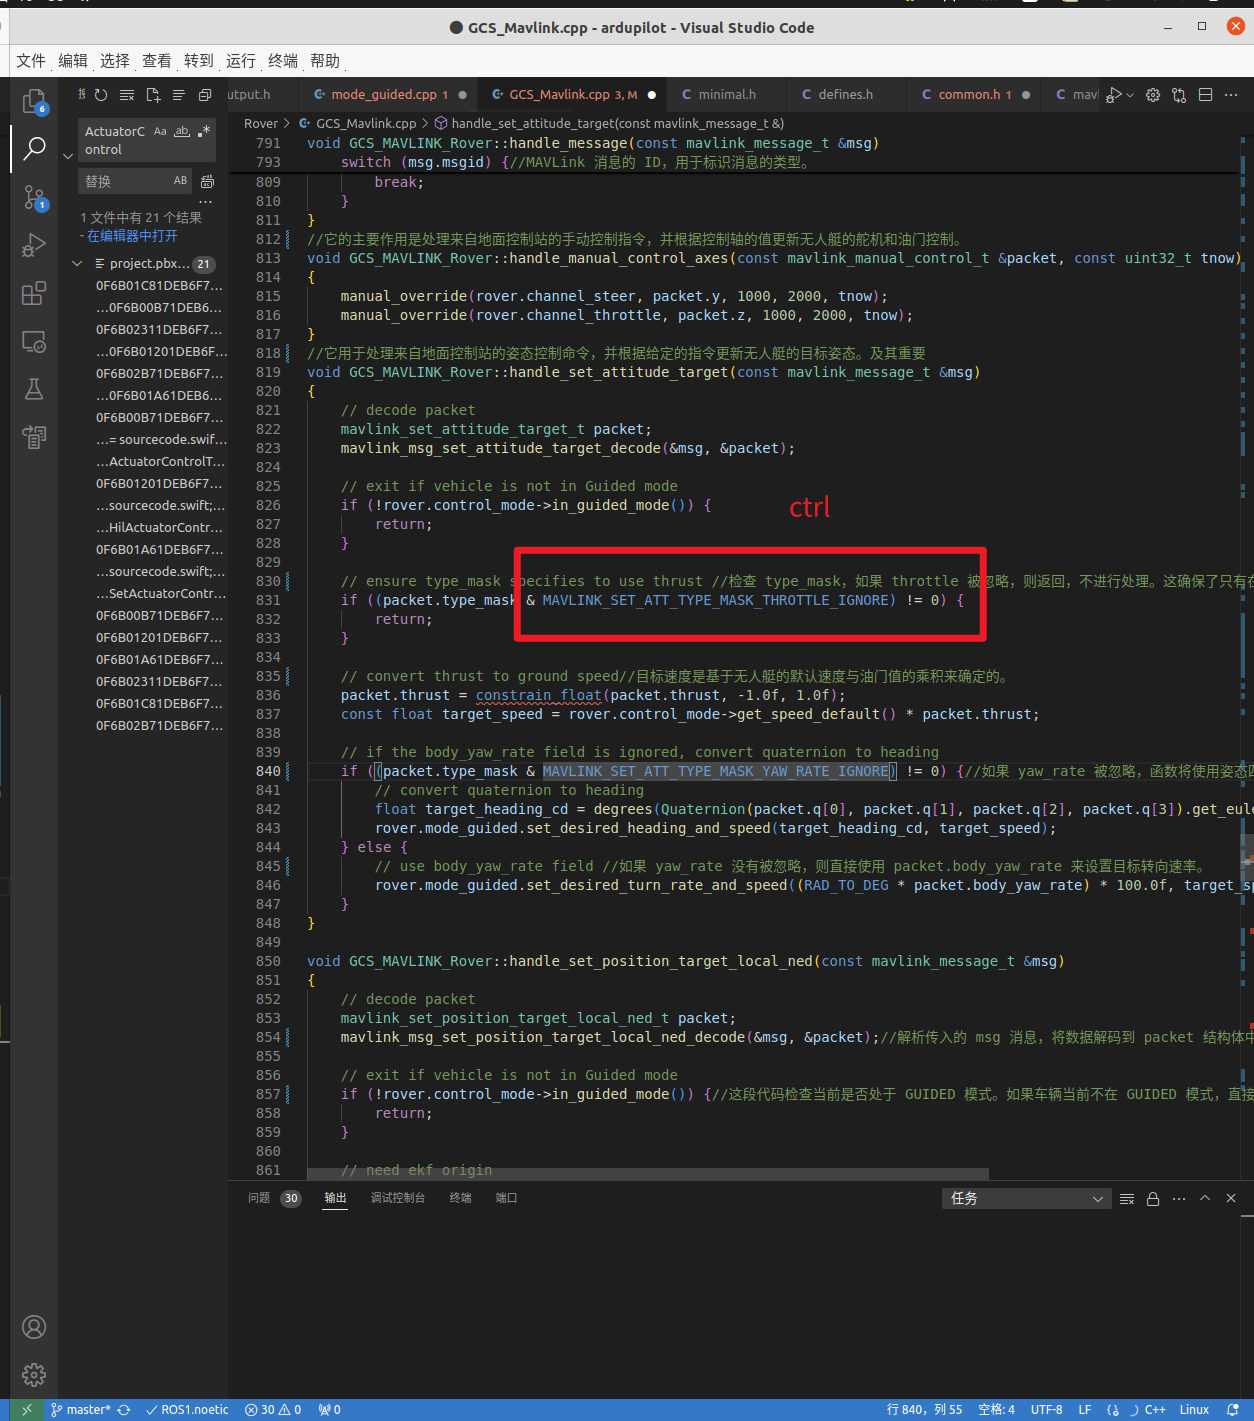 GCS_Mavlink.cpp - ardupilot - Visual Studio Code
文件 编辑 选择 查看 转到 运行 终端 帮助
utput.h mode_guided.cpp 1 GCS_Mavlink.cpp 3, M minimal.h defines.h common.h 1 mavl
Rover > GCS_Mavlink.cpp > handle_set_attitude_target(const mavlink_message_t &)
ActuatorC
ontrol
Aa ab
替换 AB
1 文件中有 21 个结果
- 在编辑器中打开
project.pbx... 21
0F6B01C81DEB6F7...
...0F6B00B71DEB6...
0F6B02311DEB6F7...
...0F6B01201DEB6F...
0F6B02B71DEB6F7...
...0F6B01A61DEB6...
0F6B00B71DEB6F7...
...= sourcecode.swif...
...ActuatorControlT...
0F6B01201DEB6F7...
...sourcecode.swift;...
...HilActuatorContr...
0F6B01A61DEB6F7...
...sourcecode.swift;...
...SetActuatorContr...
0F6B00B71DEB6F7...
0F6B01201DEB6F7...
0F6B01A61DEB6F7...
0F6B02311DEB6F7...
0F6B01C81DEB6F7...
0F6B02B71DEB6F7...
791 void GCS_MAVLINK_Rover::handle_message(const mavlink_message_t &msg)
793 switch (msg.msgid) {//MAVLink 消息的 ID，用于标识消息的类型。
809 break;
810 }
811 }
812 //它的主要作用是处理来自地面控制站的手动控制指令，并根据控制轴的值更新无人艇的舵机和油门控制。
813 void GCS_MAVLINK_Rover::handle_manual_control_axes(const mavlink_manual_control_t &packet, const uint32_t tnow)
814 {
815 manual_override(rover.channel_steer, packet.y, 1000, 2000, tnow);
816 manual_override(rover.channel_throttle, packet.z, 1000, 2000, tnow);
817 }
818 //它用于处理来自地面控制站的姿态控制命令，并根据给定的指令更新无人艇的目标姿态。及其重要
819 void GCS_MAVLINK_Rover::handle_set_attitude_target(const mavlink_message_t &msg)
820 {
821 // decode packet
822 mavlink_set_attitude_target_t packet;
823 mavlink_msg_set_attitude_target_decode(&msg, &packet);
824
825 // exit if vehicle is not in Guided mode
826 if (!rover.control_mode->in_guided_mode()) {
ctrl
827 return;
828 }
829
830 // ensure type_mask specifies to use thrust //检查 type_mask，如果 throttle 被忽略，则返回，不进行处理。这确保了只有在
831 if ((packet.type_mask & MAVLINK_SET_ATT_TYPE_MASK_THROTTLE_IGNORE) != 0) {
832 return;
833 }
834
835 // convert thrust to ground speed//目标速度是基于无人艇的默认速度与油门值的乘积来确定的。
836 packet.thrust = constrain_float(packet.thrust, -1.0f, 1.0f);
837 const float target_speed = rover.control_mode->get_speed_default() * packet.thrust;
838
839 // if the body_yaw_rate field is ignored, convert quaternion to heading
840 if ((packet.type_mask & MAVLINK_SET_ATT_TYPE_MASK_YAW_RATE_IGNORE) != 0) {//如果 yaw_rate 被忽略，函数将使用姿态四
841 // convert quaternion to heading
842 float target_heading_cd = degrees(Quaternion(packet.q[0], packet.q[1], packet.q[2], packet.q[3]).get_eule
843 rover.mode_guided.set_desired_heading_and_speed(target_heading_cd, target_speed);
844 } else {
845 // use body_yaw_rate field //如果 yaw_rate 没有被忽略，则直接使用 packet.body_yaw_rate 来设置目标转向速率。
846 rover.mode_guided.set_desired_turn_rate_and_speed((RAD_TO_DEG * packet.body_yaw_rate) * 100.0f, target_sp
847 }
848 }
849
850 void GCS_MAVLINK_Rover::handle_set_position_target_local_ned(const mavlink_message_t &msg)
851 {
852 // decode packet
853 mavlink_set_position_target_local_ned_t packet;
854 mavlink_msg_set_position_target_local_ned_decode(&msg, &packet);//解析传入的 msg 消息，将数据解码到 packet 结构体中
855
856 // exit if vehicle is not in Guided mode
857 if (!rover.control_mode->in_guided_mode()) {//这段代码检查当前是否处于 GUIDED 模式。如果车辆当前不在 GUIDED 模式，直接
858 return;
859 }
860
861 // need ekf origin
问题 30 输出 调试控制台 终端 端口 任务
master* ROS1.noetic 30 0 0 行 840，列 55 空格: 4 UTF-8 LF C++ Linux